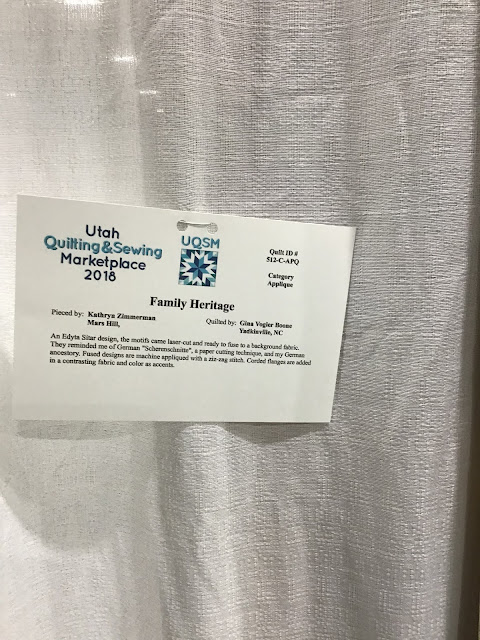 Utah
Quilting&Sewing
Marketplace
2018
UQSM
Quilt ID #
512-C-APQ
Category
Applique
Family Heritage
Pieced by: Kathryn Zimmerman
Mars Hill,
Quilted by: Gina Vogler Boone
Yadkinville, NC
An Edyta Sitar design, the motifs came laser-cut and ready to fuse to a background fabric.
They reminded me of German "Scherenschnitte", a paper cutting technique, and my German
ancestory. Fused designs are machine appliqued with a ziz-zag stitch. Corded flanges are added
in a contrasting fabric and color as accents.